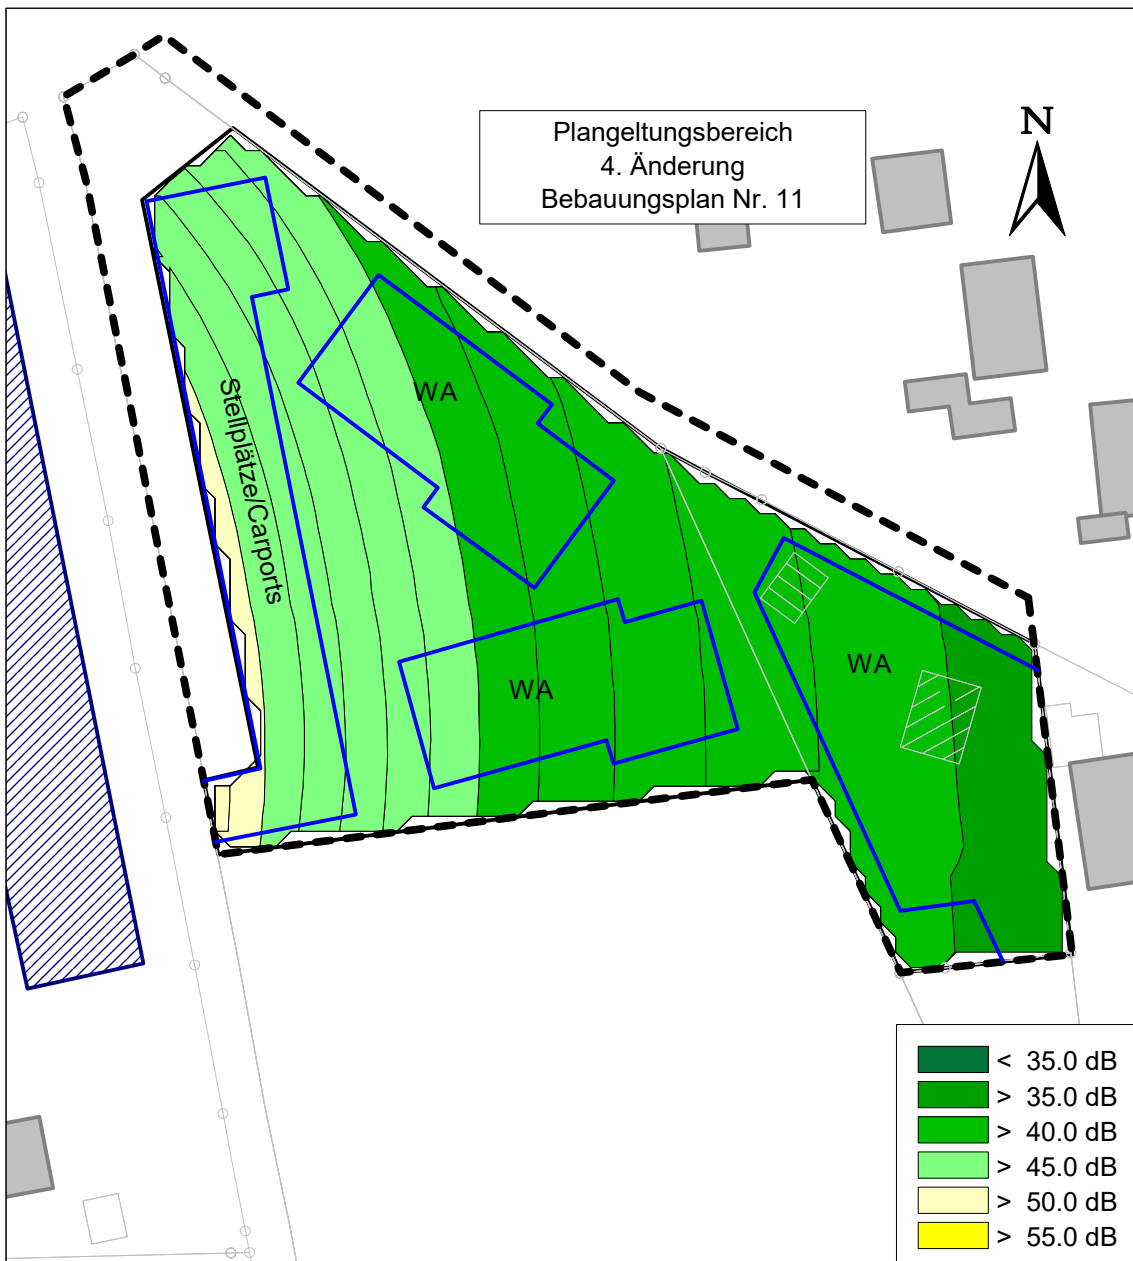 Plangeltungsbereich
4. Änderung
Bebauungsplan Nr. 11
N
Stellplätze/Carports
WA
WA
WA
< 35.0 dB
> 35.0 dB
> 40.0 dB
> 45.0 dB
> 50.0 dB
> 55.0 dB